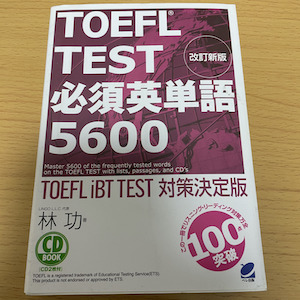 TOEFL®
TEST
改訂新版
必須英単語
5600
Master 5600 of the frequently tested words
on the TOEFL TEST with lists, passages, and CD's
TOEFL iBT TEST 対策決定版
林 功 著
100
突破
CD
BOOK
[CD2枚付]
TOEFL is a registered trademark of Educational Testing Service(ETS).
This product is not endorsed or approved by ETS.